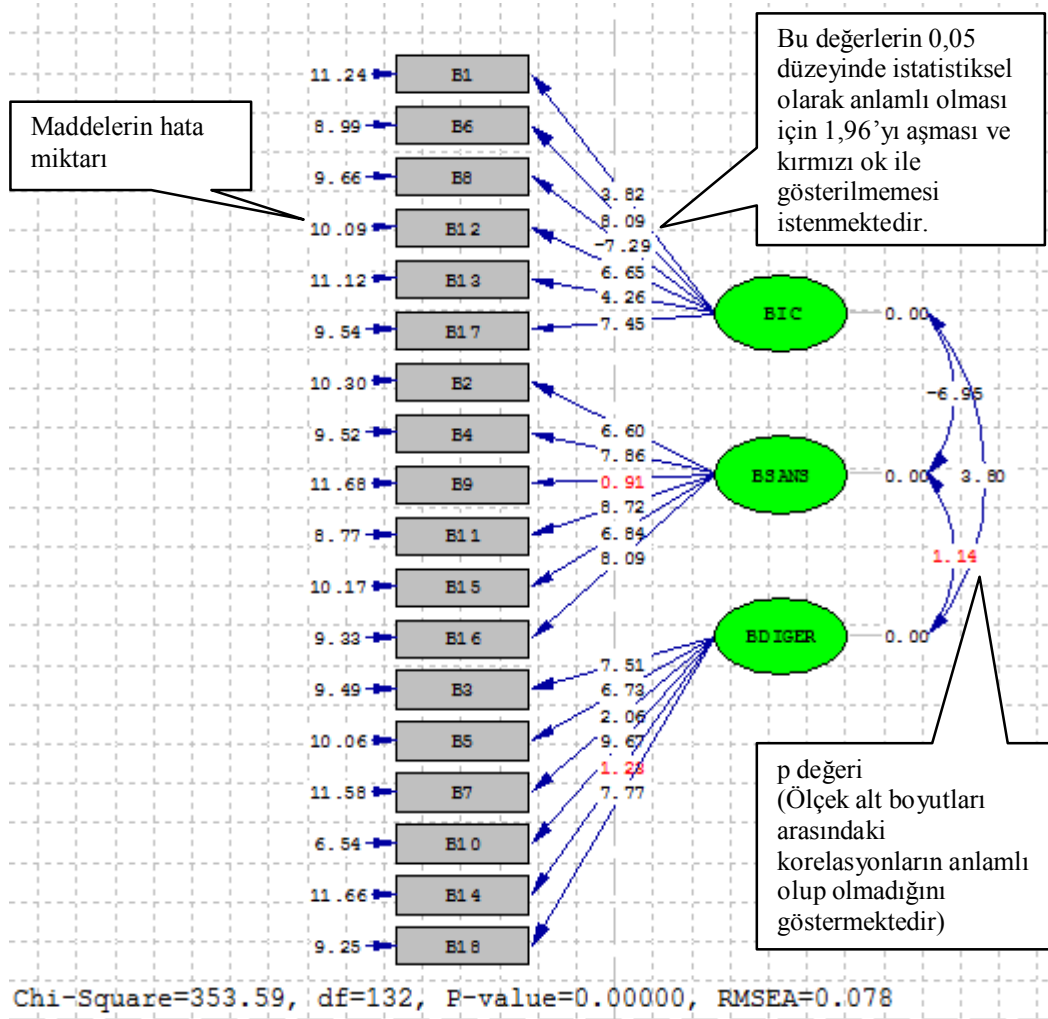 Maddelerin hata
miktarı
Bu değerlerin 0,05
düzeyinde istatistiksel
olarak anlamlı olması
için 1,96’yı aşması ve
kırmızı ok ile
gösterilmemesi
istenmektedir.
11.24
B1
8.99
B6
9.66
B8
10.09
B12
11.12
B13
9.54
B17
10.30
B2
9.52
B4
11.68
B9
8.77
B11
10.17
B15
9.33
B16
9.49
B3
10.06
B5
11.58
B7
6.54
B10
11.66
B14
9.25
B18
3.82
8.09
-7.29
6.65
4.26
7.45
6.60
7.86
0.91
8.72
6.84
8.09
7.51
6.73
2.06
9.67
1.23
7.77
BIC
0.00
BSANS
0.00
BDIGER
0.00
-6.95
3.80
1.14
p değeri
(Ölçek alt boyutları
arasındaki
korelasyonların anlamlı
olup olmadığını
göstermektedir)
Chi-Square=353.59, df=132, P-value=0.00000, RMSEA=0.078